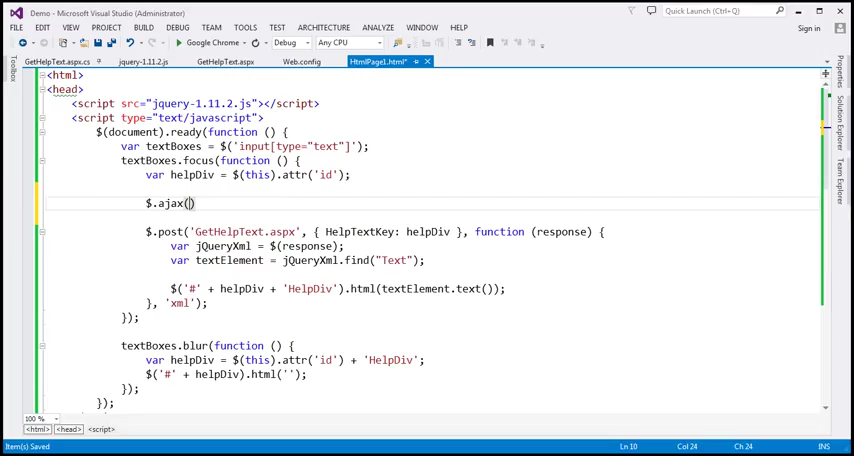 Demo - Microsoft Visual Studio (Administrator)
Quick Launch (Ctrl+Q)
FILE EDIT VIEW PROJECT BUILD DEBUG TEAM TOOLS TEST ARCHITECTURE ANALYZE WINDOW HELP
Sign in
Google Chrome Debug Any CPU
GetHelpText.aspx.cs jquery-1.11.2.js GetHelpText.aspx Web.config HtmlPage1.html*
Toolbox
Properties
Solution Explorer
Team Explorer
<html>
<head>
<script src="jquery-1.11.2.js"></script>
<script type="text/javascript">
$(document).ready(function () {
var textBoxes = $('input[type="text"]');
textBoxes.focus(function () {
var helpDiv = $(this).attr('id');
$.ajax()
$.post('GetHelpText.aspx', { HelpTextKey: helpDiv }, function (response) {
var jQueryXml = $(response);
var textElement = jQueryXml.find("Text");
$('#' + helpDiv + 'HelpDiv').html(textElement.text());
}, 'xml');
});
textBoxes.blur(function () {
var helpDiv = $(this).attr('id') + 'HelpDiv';
$('#' + helpDiv).html('');
});
});
100 %
<html> <head> <script>
Item(s) Saved Ln 10 Col 24 Ch 24 INS